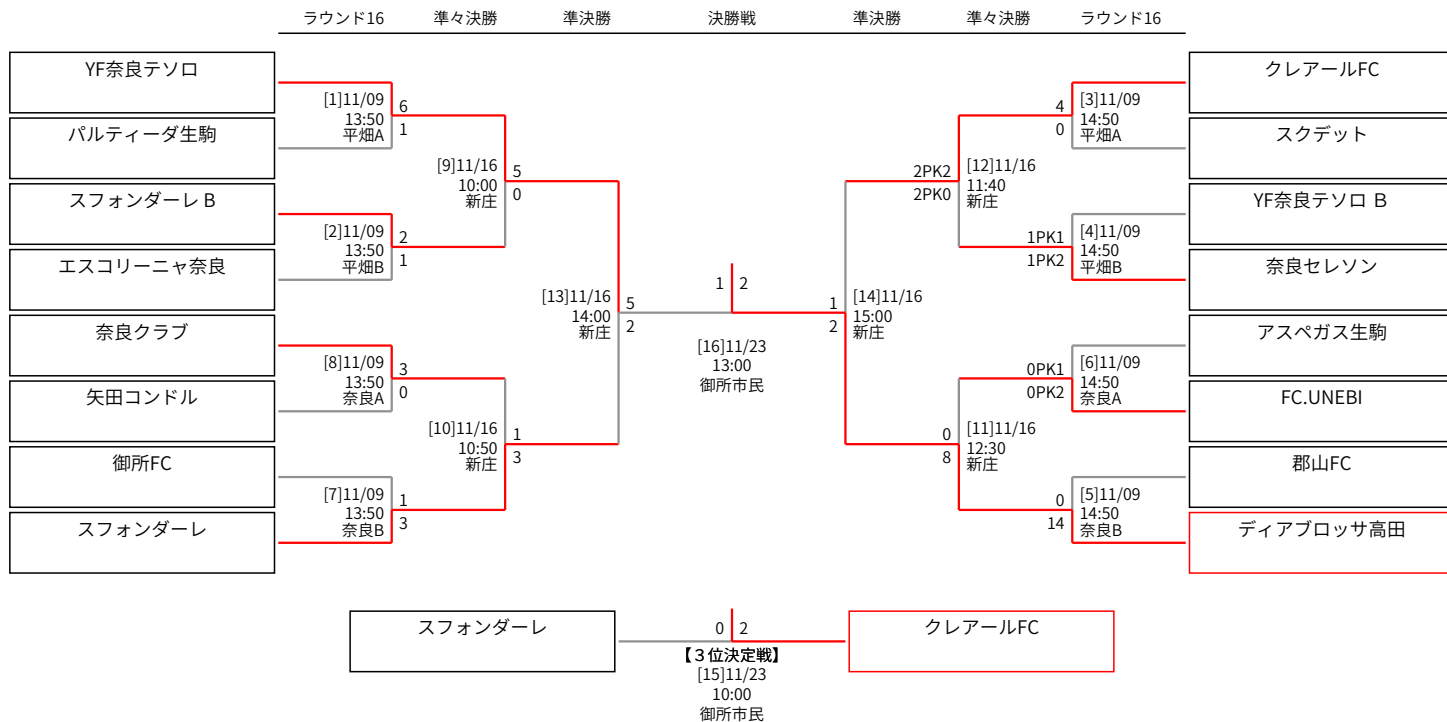 ラウンド16 準々決勝 準決勝 決勝戦 準決勝 準々決勝 ラウンド16
YF奈良テソロ
パルティーダ生駒
スフォンダーレ B
エスコリーニャ奈良
奈良クラブ
矢田コンドル
御所FC
スフォンダーレ
[1]11/09
13:50
平畑A
6
1
[2]11/09
13:50
平畑B
2
1
[8]11/09
13:50
奈良A
3
0
[7]11/09
13:50
奈良B
1
3
[9]11/16
10:00
新庄
5
0
[10]11/16
10:50
新庄
1
3
[13]11/16
14:00
新庄
5
2
1 2
[16]11/23
13:00
御所市民
1
2
[14]11/16
15:00
新庄
2PK2
2PK0
[12]11/16
11:40
新庄
0
8
[11]11/16
12:30
新庄
4
0
[3]11/09
14:50
平畑A
1PK1
1PK2
[4]11/09
14:50
平畑B
0PK1
0PK2
[6]11/09
14:50
奈良A
0
14
[5]11/09
14:50
奈良B
クレアールFC
スクデット
YF奈良テソロ B
奈良セレソン
アスペガス生駒
FC.UNEBI
郡山FC
ディアブロッサ高田
スフォンダーレ
0 2
クレアールFC
【３位決定戦】
[15]11/23
10:00
御所市民